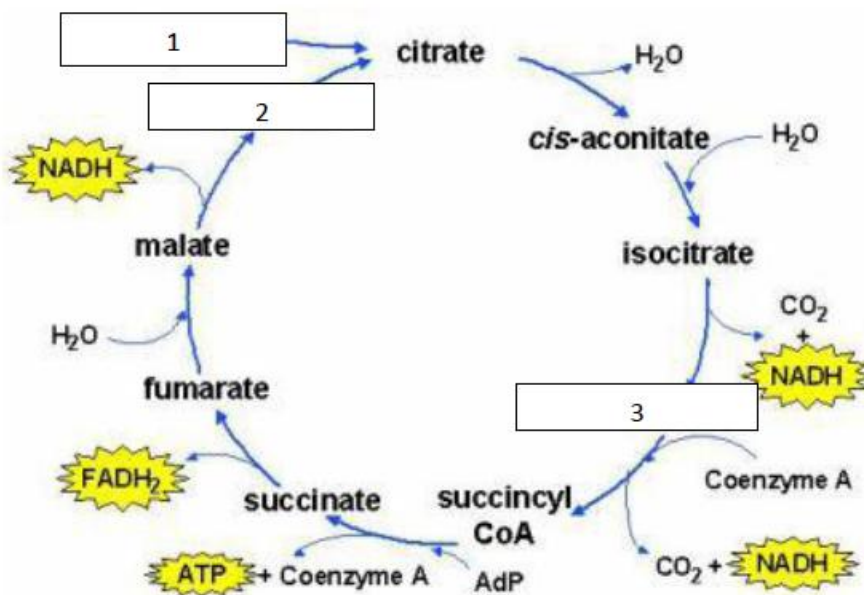 1
citrate
H₂O
2
cis-aconitate
H₂O
NADH
malate
isocitrate
CO₂
+
NADH
H₂O
fumarate
3
FADH₂
Coenzyme A
succinate
succincyl
CoA
ATP + Coenzyme A
AdP
CO₂ + NADH